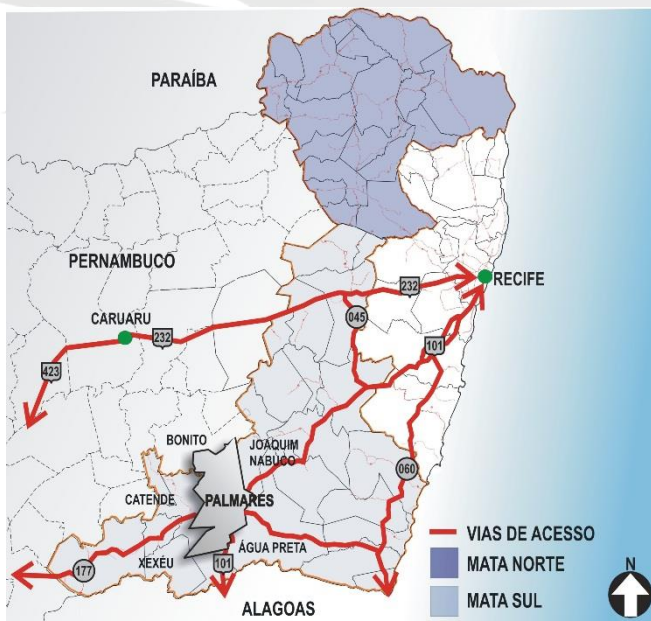 PARAÍBA
PERNAMBUCO
RECIFE
232
045
CARUARU
232
101
423
BONITO
JOAQUIM
NABUCO
060
CATENDE
PALMARES
VIAS DE ACESSO
ÁGUA PRETA
XEXÉU
177
101
MATA NORTE
N
MATA SUL
ALAGOAS